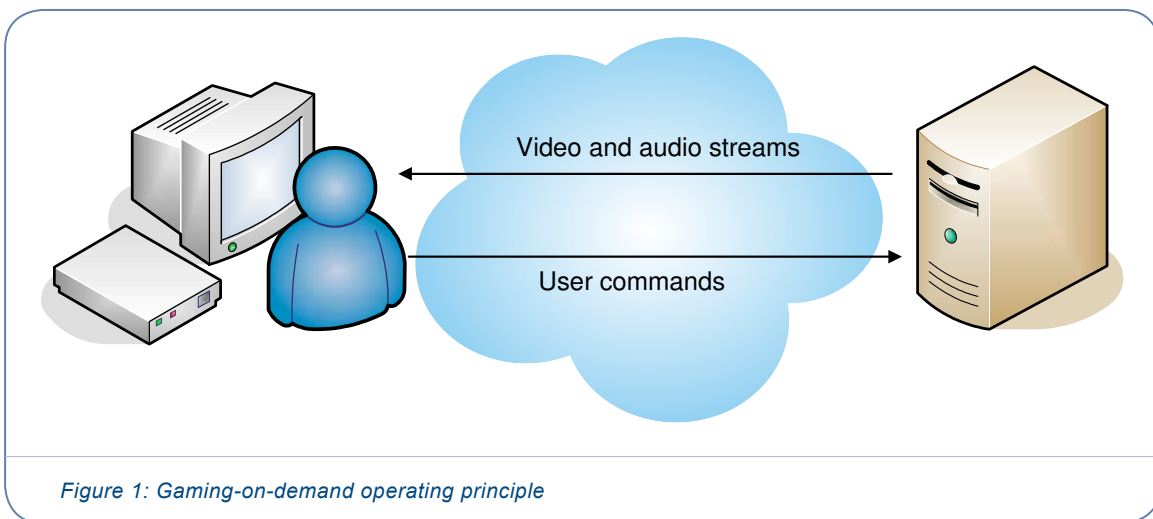 Video and audio streams
User commands
Figure 1: Gaming-on-demand operating principle